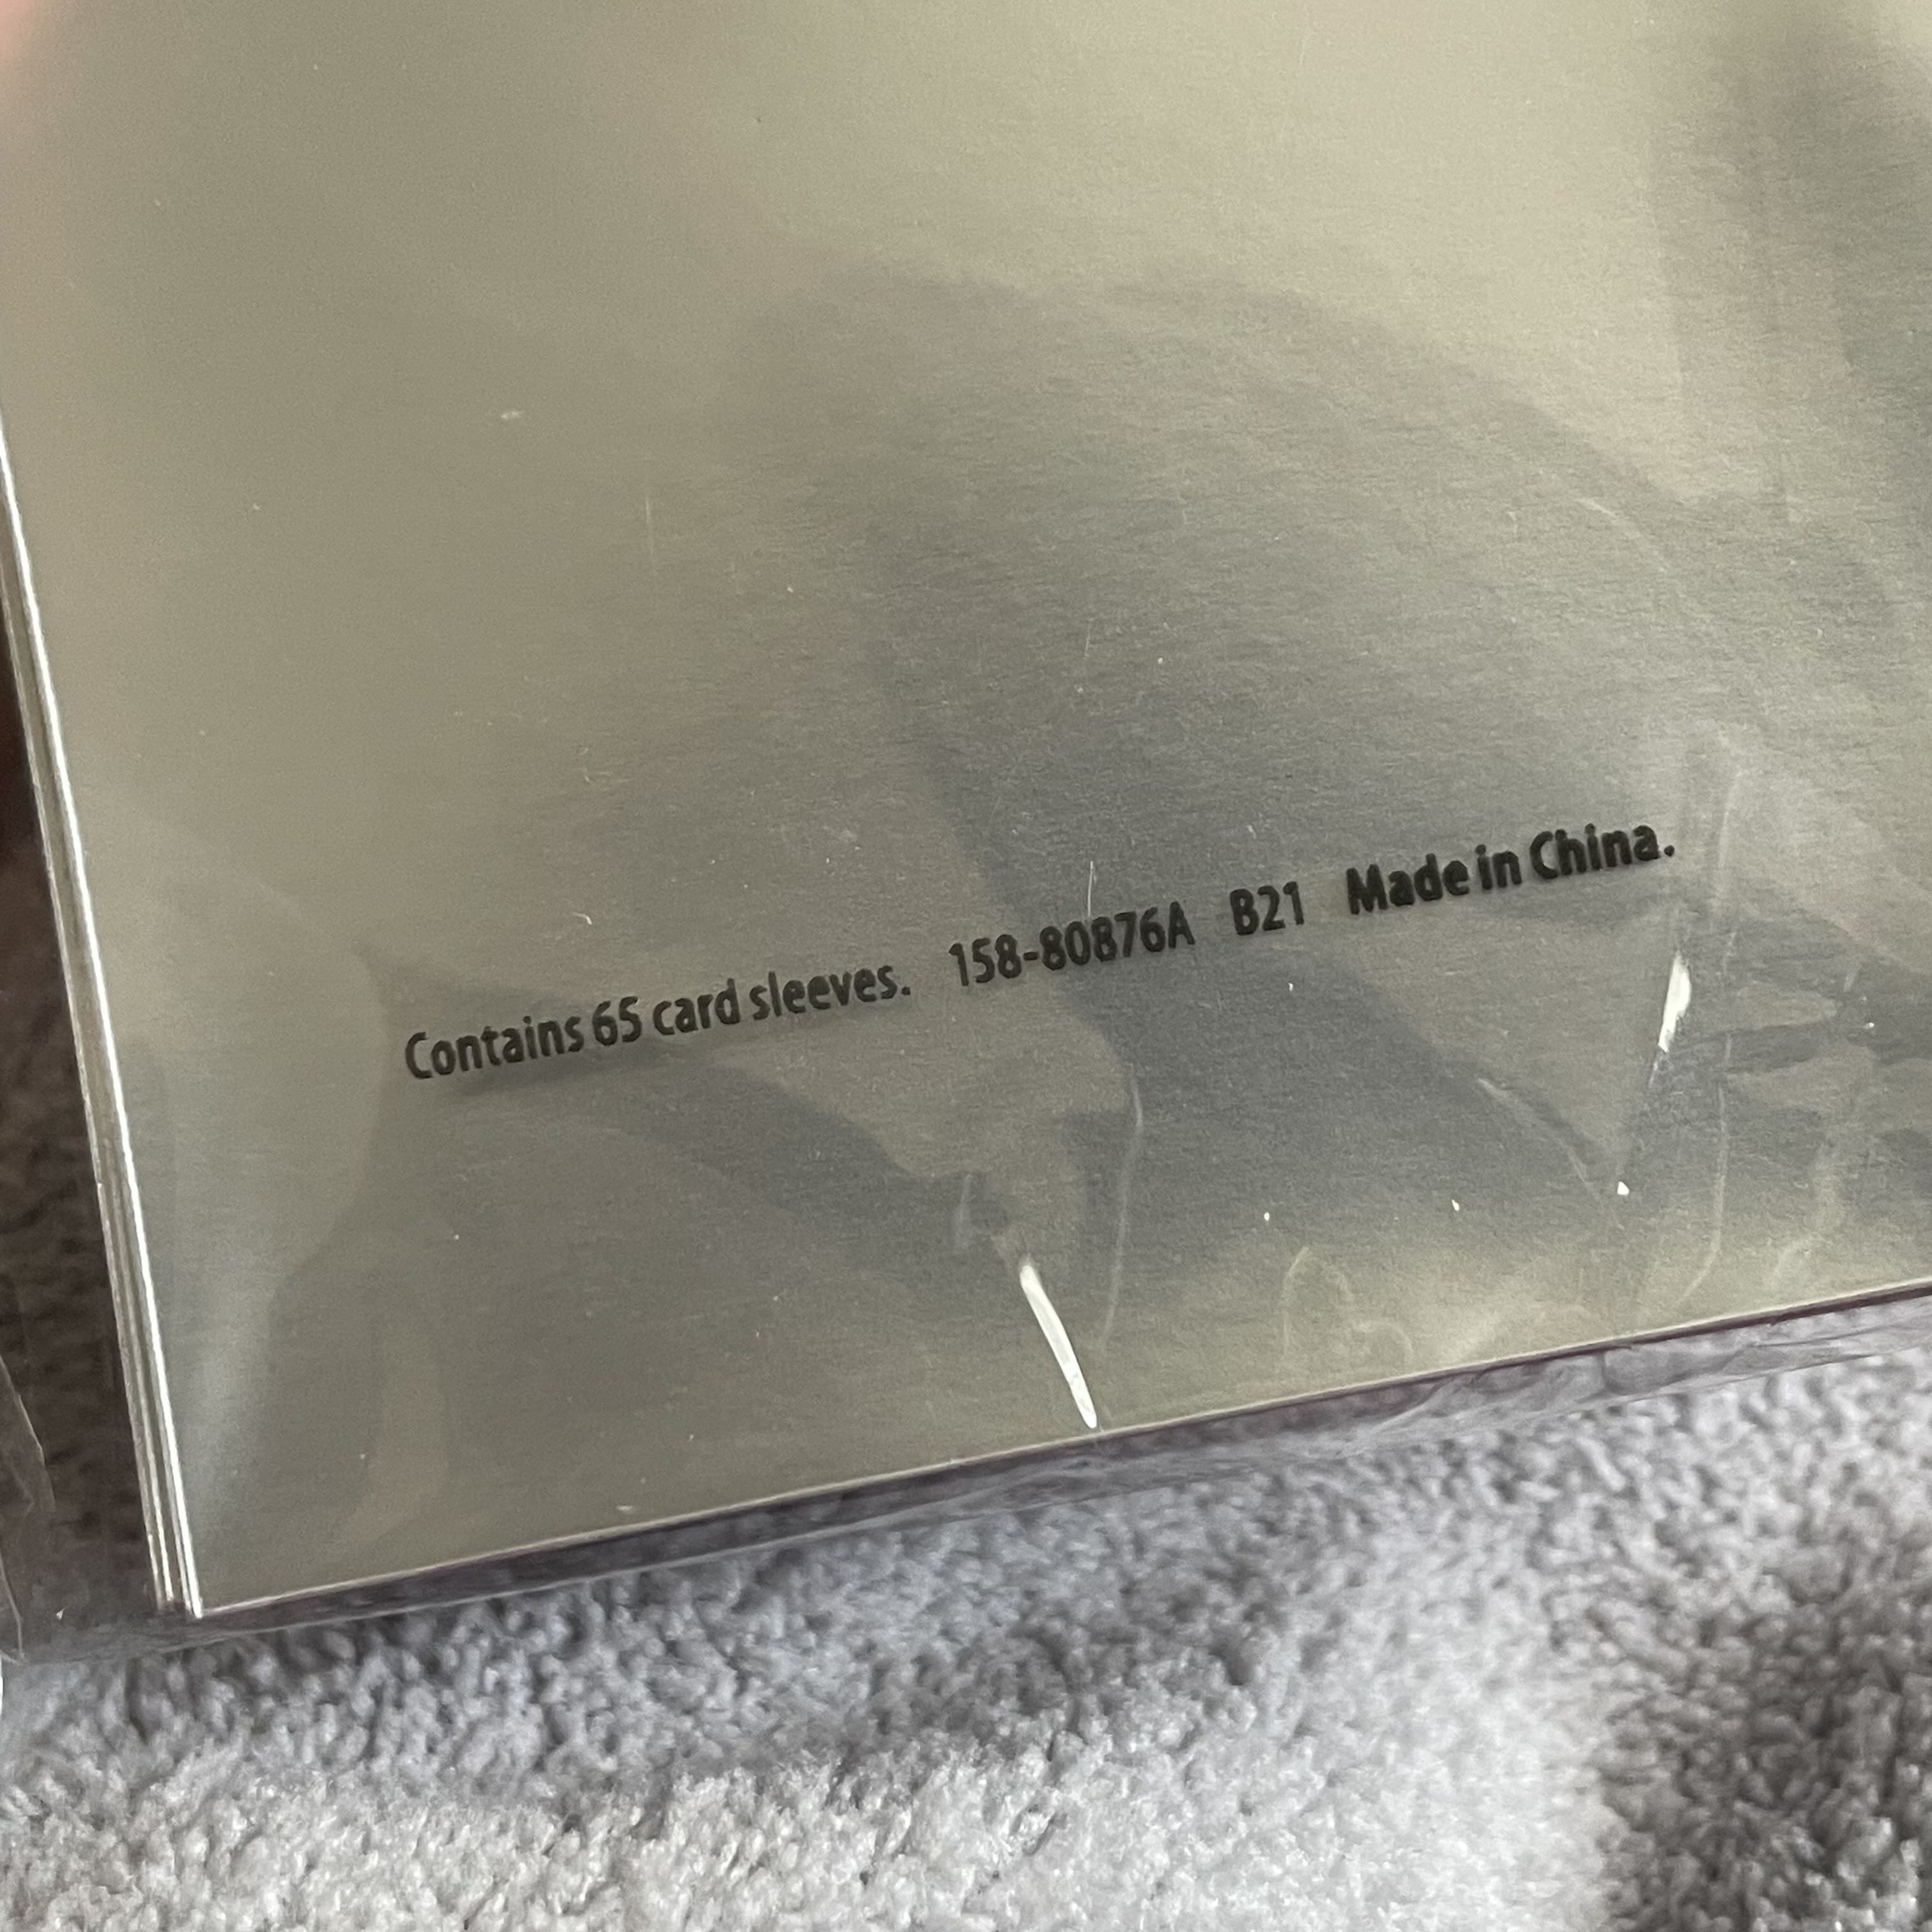 Contains 65 card sleeves. 158-80876A B21 Made in China.